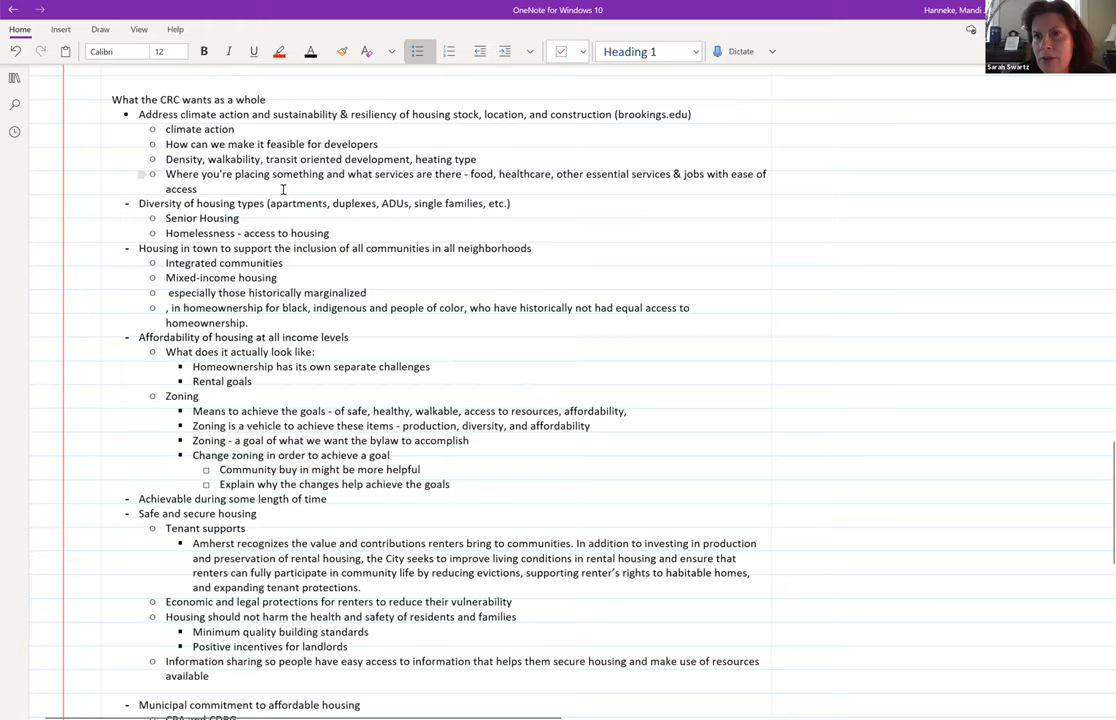 OneNote for Windows 10
Hanneke, Mandi J
Home Insert Draw View Help
Calibri 12 B I U A Heading 1 Dictate
Sarah Swartz
What the CRC wants as a whole
• Address climate action and sustainability & resiliency of housing stock, location, and construction (brookings.edu)
○ climate action
○ How can we make it feasible for developers
○ Density, walkability, transit oriented development, heating type
○ Where you're placing something and what services are there - food, healthcare, other essential services & jobs with ease of
access
- Diversity of housing types (apartments, duplexes, ADUs, single families, etc.)
○ Senior Housing
○ Homelessness - access to housing
- Housing in town to support the inclusion of all communities in all neighborhoods
○ Integrated communities
○ Mixed-income housing
○ especially those historically marginalized
○ , in homeownership for black, indigenous and people of color, who have historically not had equal access to
homeownership.
- Affordability of housing at all income levels
○ What does it actually look like:
▪ Homeownership has its own separate challenges
▪ Rental goals
○ Zoning
▪ Means to achieve the goals - of safe, healthy, walkable, access to resources, affordability,
▪ Zoning is a vehicle to achieve these items - production, diversity, and affordability
▪ Zoning - a goal of what we want the bylaw to accomplish
▪ Change zoning in order to achieve a goal
□ Community buy in might be more helpful
□ Explain why the changes help achieve the goals
- Achievable during some length of time
- Safe and secure housing
○ Tenant supports
▪ Amherst recognizes the value and contributions renters bring to communities. In addition to investing in production
and preservation of rental housing, the City seeks to improve living conditions in rental housing and ensure that
renters can fully participate in community life by reducing evictions, supporting renter's rights to habitable homes,
and expanding tenant protections.
○ Economic and legal protections for renters to reduce their vulnerability
○ Housing should not harm the health and safety of residents and families
▪ Minimum quality building standards
▪ Positive incentives for landlords
○ Information sharing so people have easy access to information that helps them secure housing and make use of resources
available
- Municipal commitment to affordable housing
○ CPA and CDBG